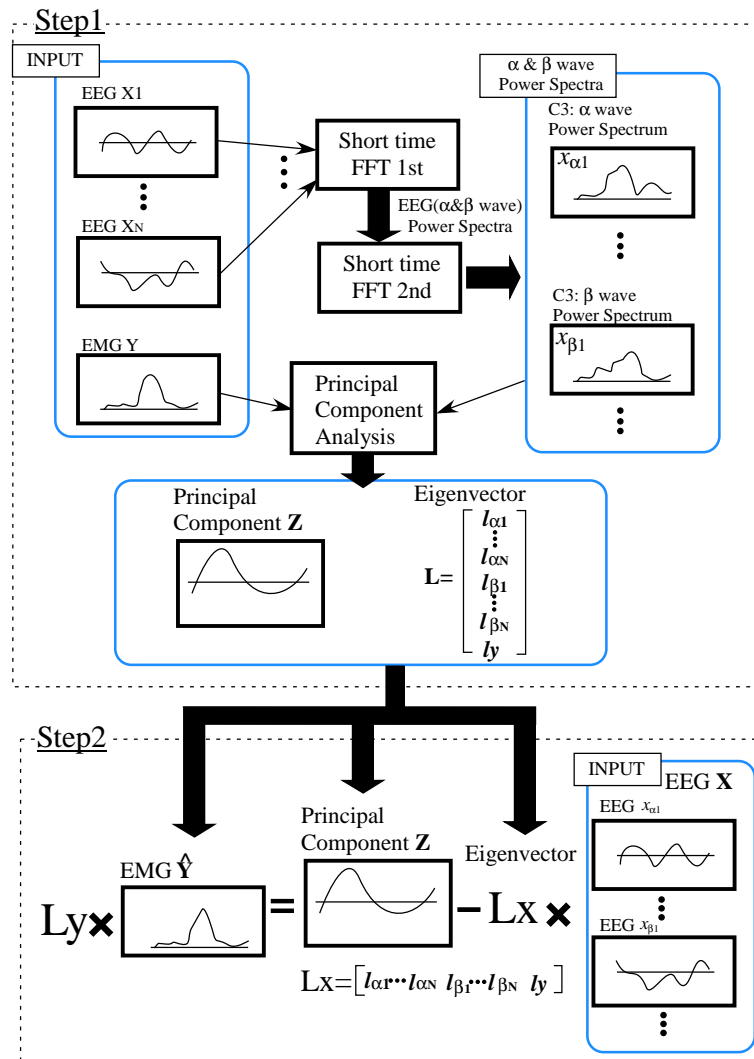 Step1
INPUT
EEG X1
EEG XN
EMG Y
Short time
FFT 1st
EEG(α&β wave)
Power Spectra
Short time
FFT 2nd
α & β wave
Power Spectra
C3: α wave
Power Spectrum
xα1
C3: β wave
Power Spectrum
xβ1
Principal
Component
Analysis
Principal
Component Z
Eigenvector
L=
lα1
lαN
lβ1
lβN
ly
Step2
INPUT
EEG X
EEG xα1
EEG xβ1
Principal
Component Z
Eigenvector
EMG Ŷ
Ly× = − Lx ×
Lx=[lα1···lαN lβ1···lβN ly]